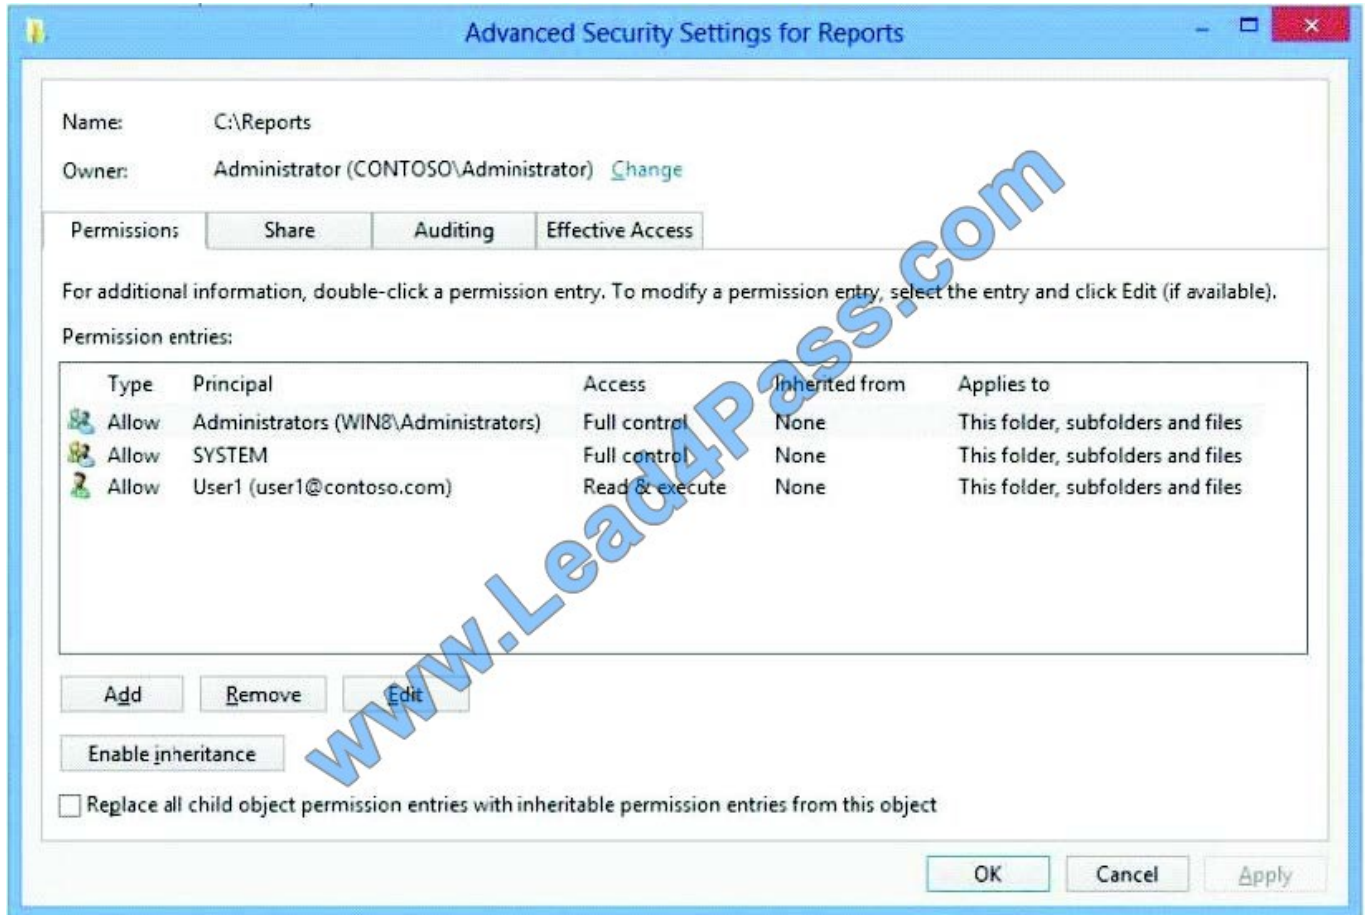 Advanced Security Settings for Reports
Name: C:\Reports
Owner: Administrator (CONTOSO\Administrator) Change
Permissions Share Auditing Effective Access
For additional information, double-click a permission entry. To modify a permission entry, select the entry and click Edit (if available).
Permission entries:
Type Principal Access Inherited from Applies to
Allow Administrators (WIN8\Administrators) Full control None This folder, subfolders and files
Allow SYSTEM Full control None This folder, subfolders and files
Allow User1 (user1@contoso.com) Read & execute None This folder, subfolders and files
Add Remove Edit
Enable inheritance
Replace all child object permission entries with inheritable permission entries from this object
OK Cancel Apply
www.Lead4Pass.com